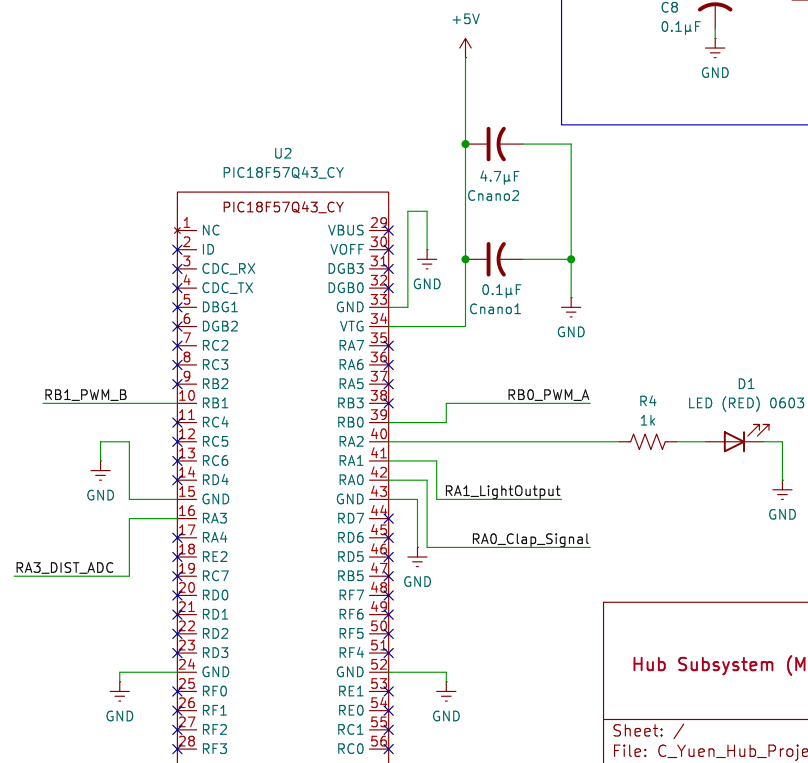 C8
0.1µF
GND
+5V
4.7µF
Cnano2
0.1µF
Cnano1
GND
GND
U2
PIC18F57Q43_CY
PIC18F57Q43_CY
1 NC
2 ID
3 CDC_RX
4 CDC_TX
5 DBG1
6 DGB2
7 RC2
8 RC3
9 RB2
10 RB1
11 RC4
12 RC5
13 RC6
14 RD4
15 GND
16 RA3
17 RA4
18 RE2
19 RC7
20 RD0
21 RD1
22 RD2
23 RD3
24 GND
25 RF0
26 RF1
27 RF2
28 RF3
VBUS 29
VOFF 30
DGB3 31
DGB0 32
GND 33
VTG 34
RA7 35
RA6 36
RA5 37
RB3 38
RB0 39
RA2 40
RA1 41
RA0 42
GND 43
RD7 44
RD6 45
RD5 46
RB5 47
RF7 48
RF6 49
RF5 50
RF4 51
GND 52
RE1 53
RE0 54
RC1 55
RC0 56
RB1_PWM_B
GND
RA3_DIST_ADC
GND
RB0_PWM_A
R4
1k
D1
LED (RED) 0603
GND
RA1_LightOutput
RA0_Clap_Signal
GND
GND
Hub Subsystem (M
Sheet: /
File: C_Yuen_Hub_Proje